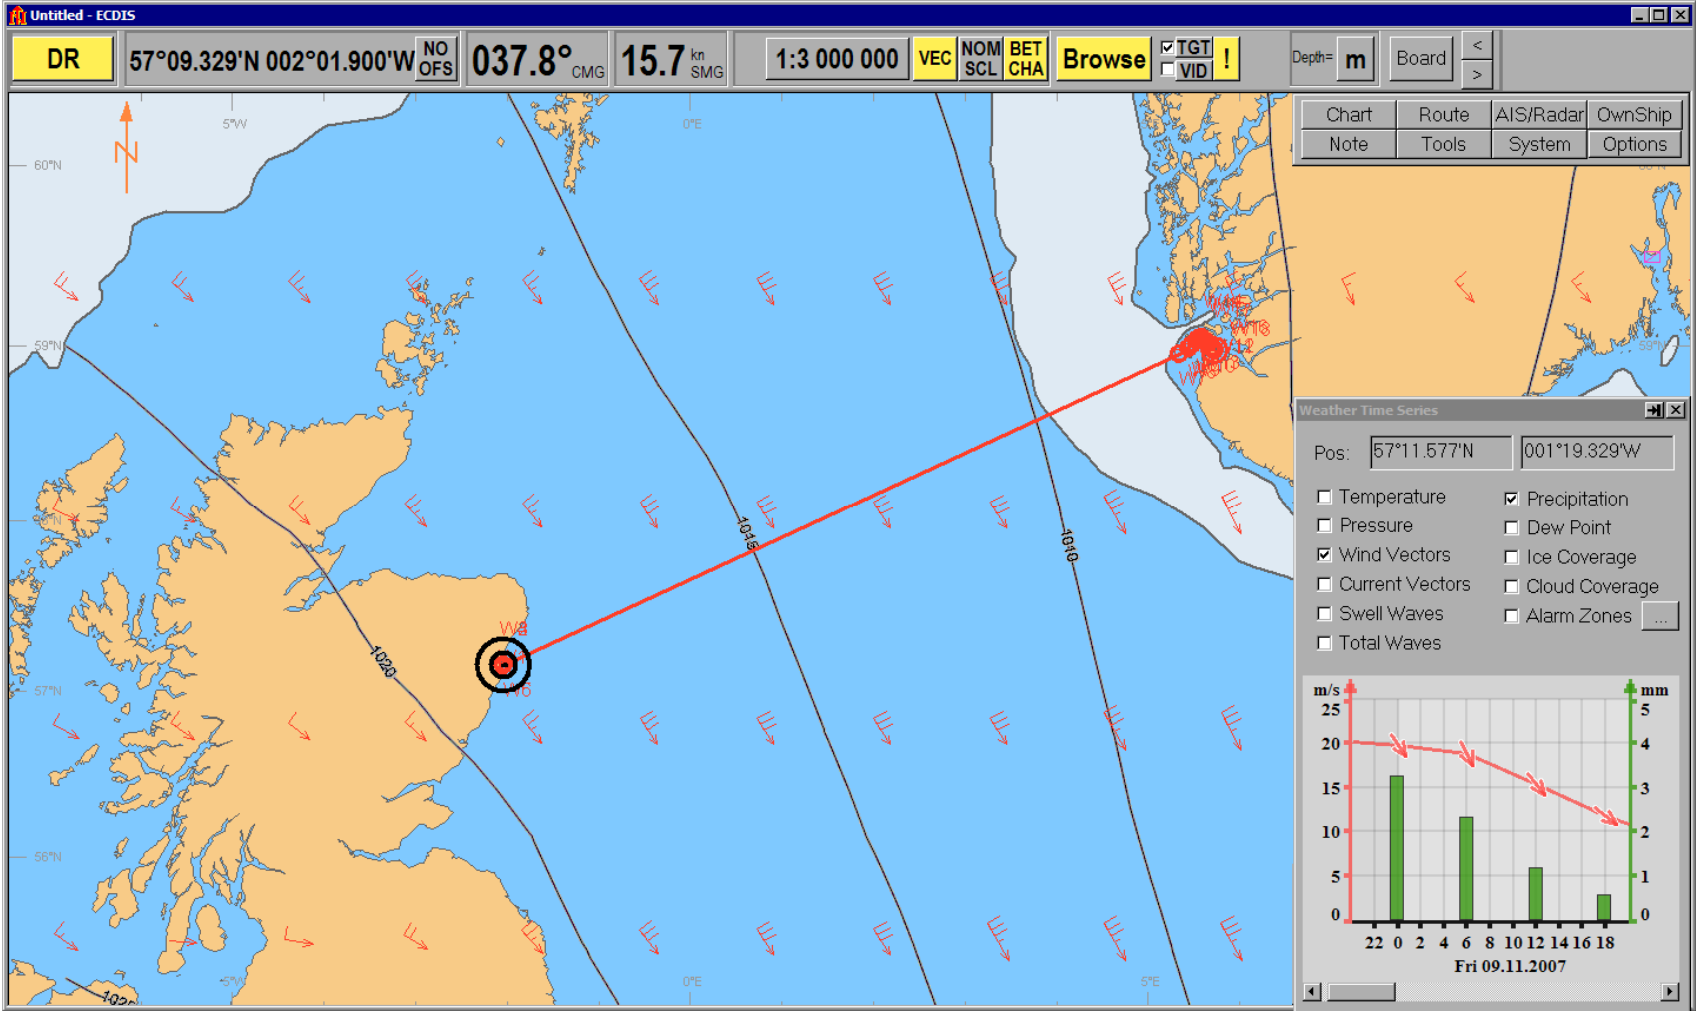 Untitled - ECDIS
DR
57°09.329'N 002°01.900'W
NO OFS
037.8° CMG
15.7 kn SMG
1:3 000 000
VEC
NOM SCL
BET CHA
Browse
TGT
VID
!
Depth= m
Board
<
>
Chart Route AIS/Radar OwnShip
Note Tools System Options
N
5°W 0°E
60°N
59°N 59°N
57°N
56°N
5°W 0°E 5°E
1015
1010
1020
W6
Weather Time Series
Pos: 57°11.577'N 001°19.329'W
Temperature Precipitation
Pressure Dew Point
Wind Vectors Ice Coverage
Current Vectors Cloud Coverage
Swell Waves Alarm Zones ...
Total Waves
m/s mm
25 5
20 4
15 3
10 2
5 1
0 0
22 0 2 4 6 8 10 12 14 16 18
Fri 09.11.2007